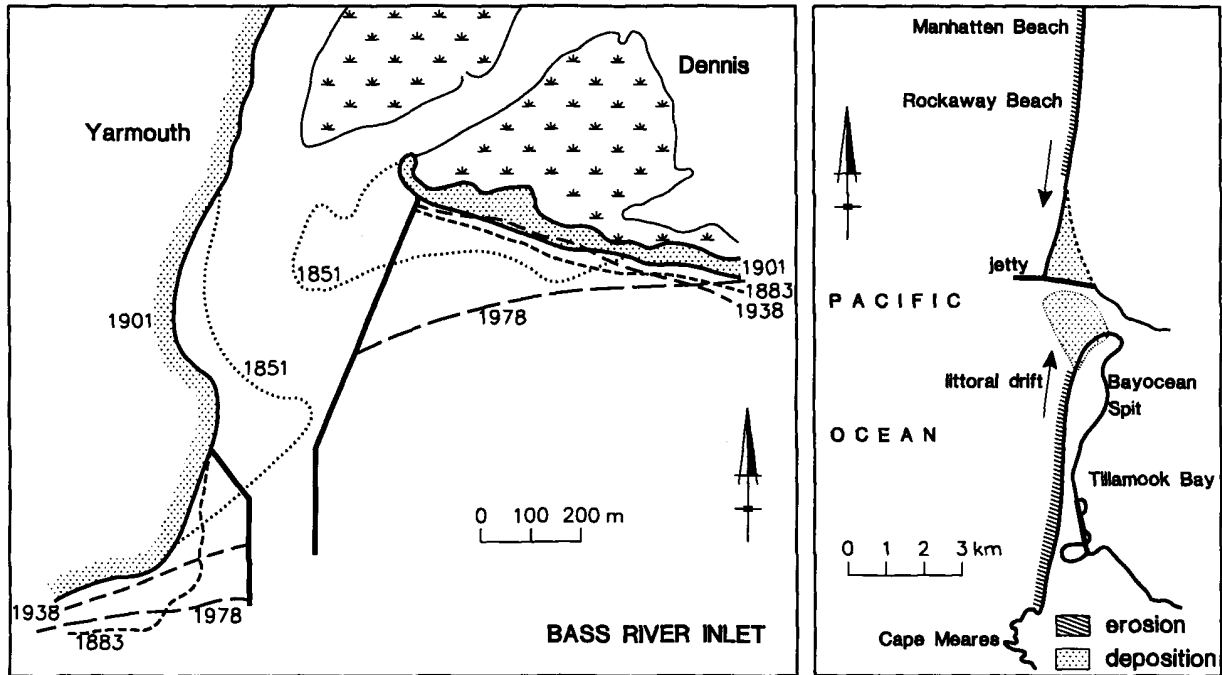 Yarmouth
Dennis
1901
1851
1851
1978
1901
1883
1938
1938
1978
1883
0 100 200 m
BASS RIVER INLET
Manhatten Beach
Rockaway Beach
jetty
PACIFIC
OCEAN
littoral drift
Bayocean
Spit
Tillamook Bay
0 1 2 3 km
Cape Meares
erosion
deposition